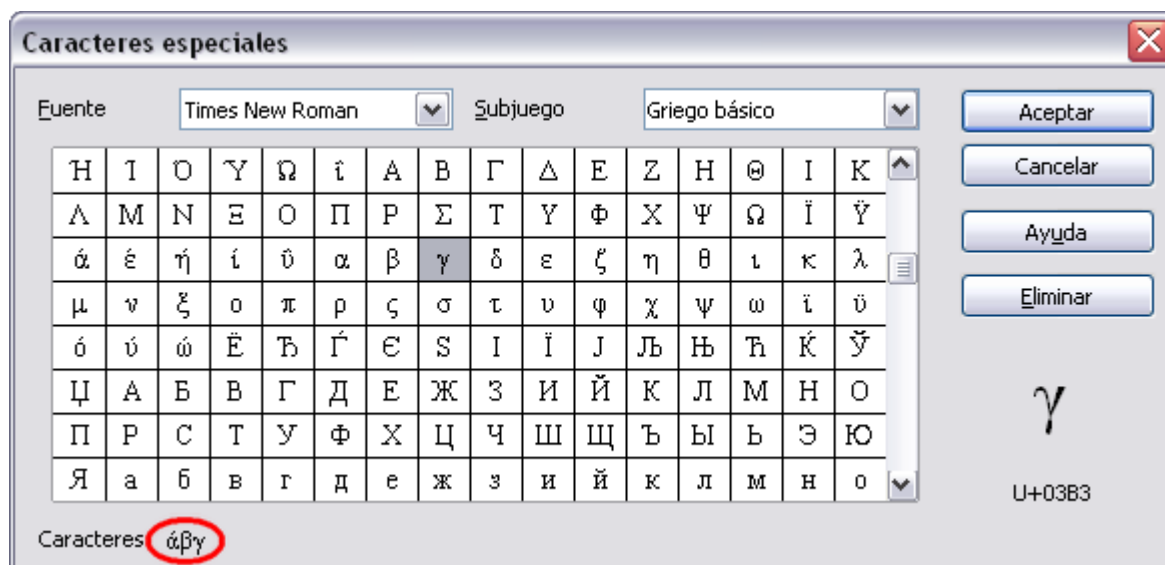 Caracteres especiales
Fuente Times New Roman Subjuego Griego básico Aceptar
Ή Ί Ό Ύ Ώ ΐ Α Β Γ Δ Ε Ζ Η Θ Ι Κ Cancelar
Λ Μ Ν Ξ Ο Π Ρ Σ Τ Υ Φ Χ Ψ Ω Ϊ Ϋ Ayuda
ά έ ή ί ΰ α β γ δ ε ζ η θ ι κ λ
μ ν ξ ο π ρ ς σ τ υ φ χ ψ ω ϊ ϋ Eliminar
ό ύ ώ Ё Ђ Ѓ Є Ѕ І Ї Ј Љ Њ Ћ Ќ Ў
Џ А Б В Г Д Е Ж З И Й К Л М Н О γ
П Р С Т У Ф Х Ц Ч Ш Щ Ъ Ы Ь Э Ю
Я а б в г д е ж з и й к л м н о U+03B3
Caracteres άβγ